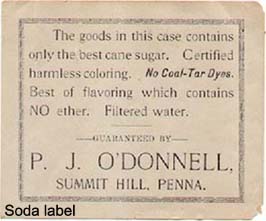 The goods in this case contains
only the best cane sugar. Certified
harmless coloring. No Coal-Tar Dyes.
Best of flavoring which contains
NO ether. Filtered water.
GUARANTEED BY
P. J. O'DONNELL,
SUMMIT HILL, PENNA.
Soda label